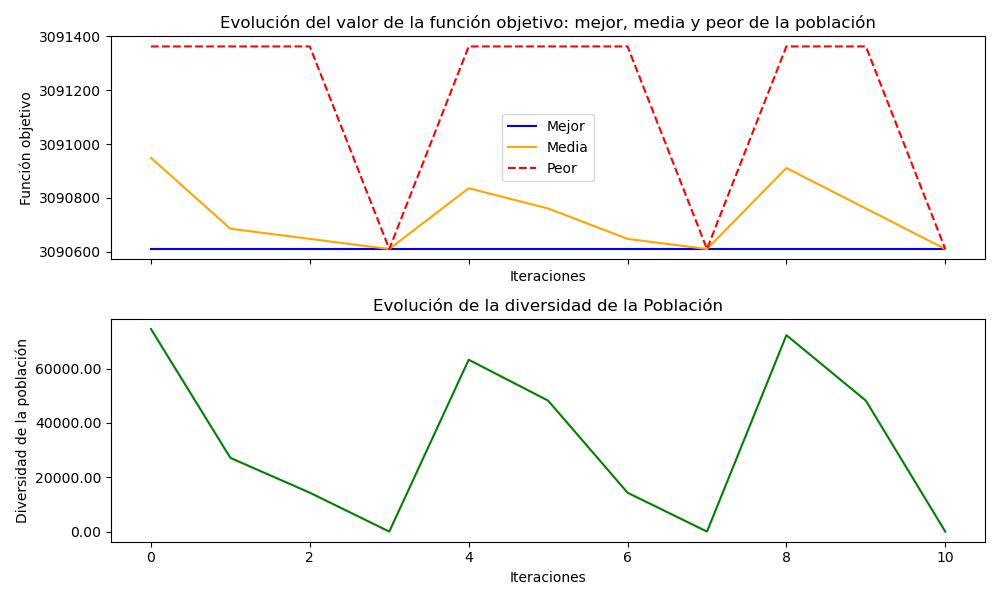 Evolución del valor de la función objetivo: mejor, media y peor de la población
3091400
3091200
3091000
3090800
3090600
Función objetivo
Mejor
Media
Peor
Iteraciones
Evolución de la diversidad de la Población
60000.00
40000.00
20000.00
0.00
Diversidad de la población
0 2 4 6 8 10
Iteraciones